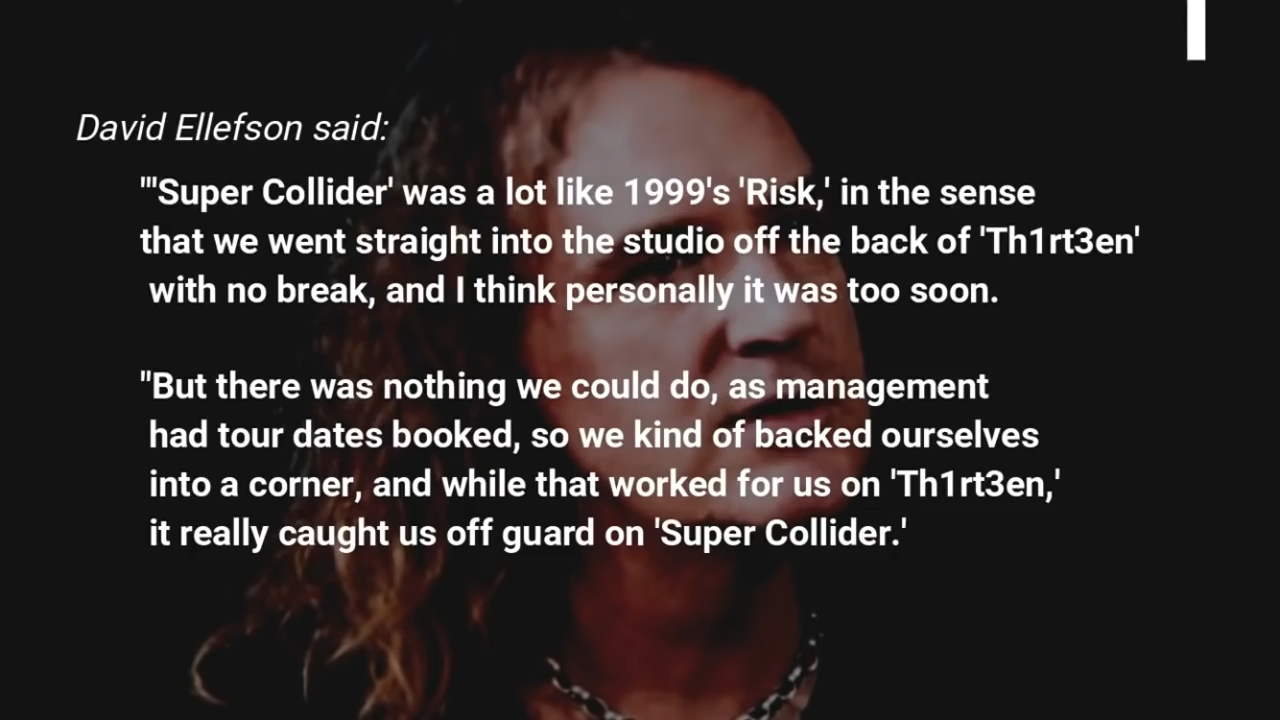 David Ellefson said:
"'Super Collider' was a lot like 1999's 'Risk,' in the sense
that we went straight into the studio off the back of 'Th1rt3en'
with no break, and I think personally it was too soon.
"But there was nothing we could do, as management
had tour dates booked, so we kind of backed ourselves
into a corner, and while that worked for us on 'Th1rt3en,'
it really caught us off guard on 'Super Collider.'